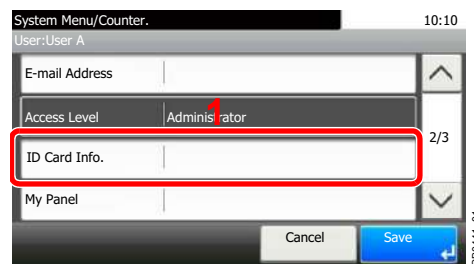 System Menu/Counter. 10:10
User:User A
E-mail Address
Access Level Administrator
1
2/3
ID Card Info.
My Panel
Cancel Save